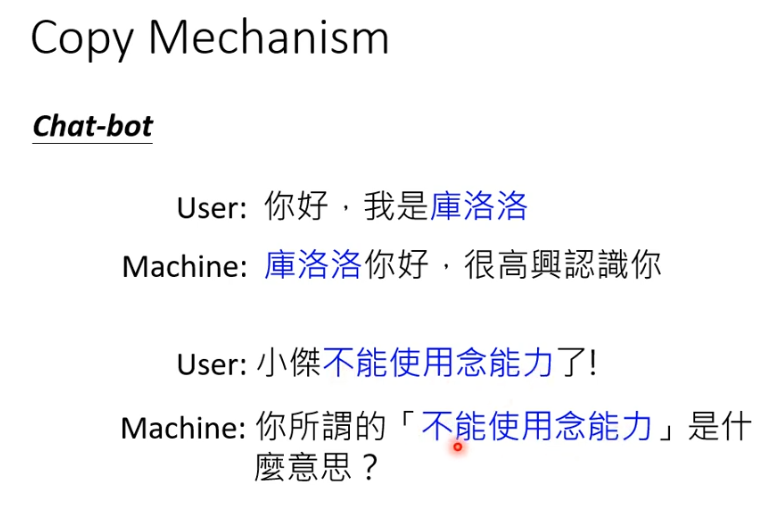 Copy Mechanism
Chat-bot
User: 你好，我是庫洛洛
Machine: 庫洛洛你好，很高興認識你
User: 小傑不能使用念能力了!
Machine: 你所謂的「不能使用念能力」是什
麼意思？